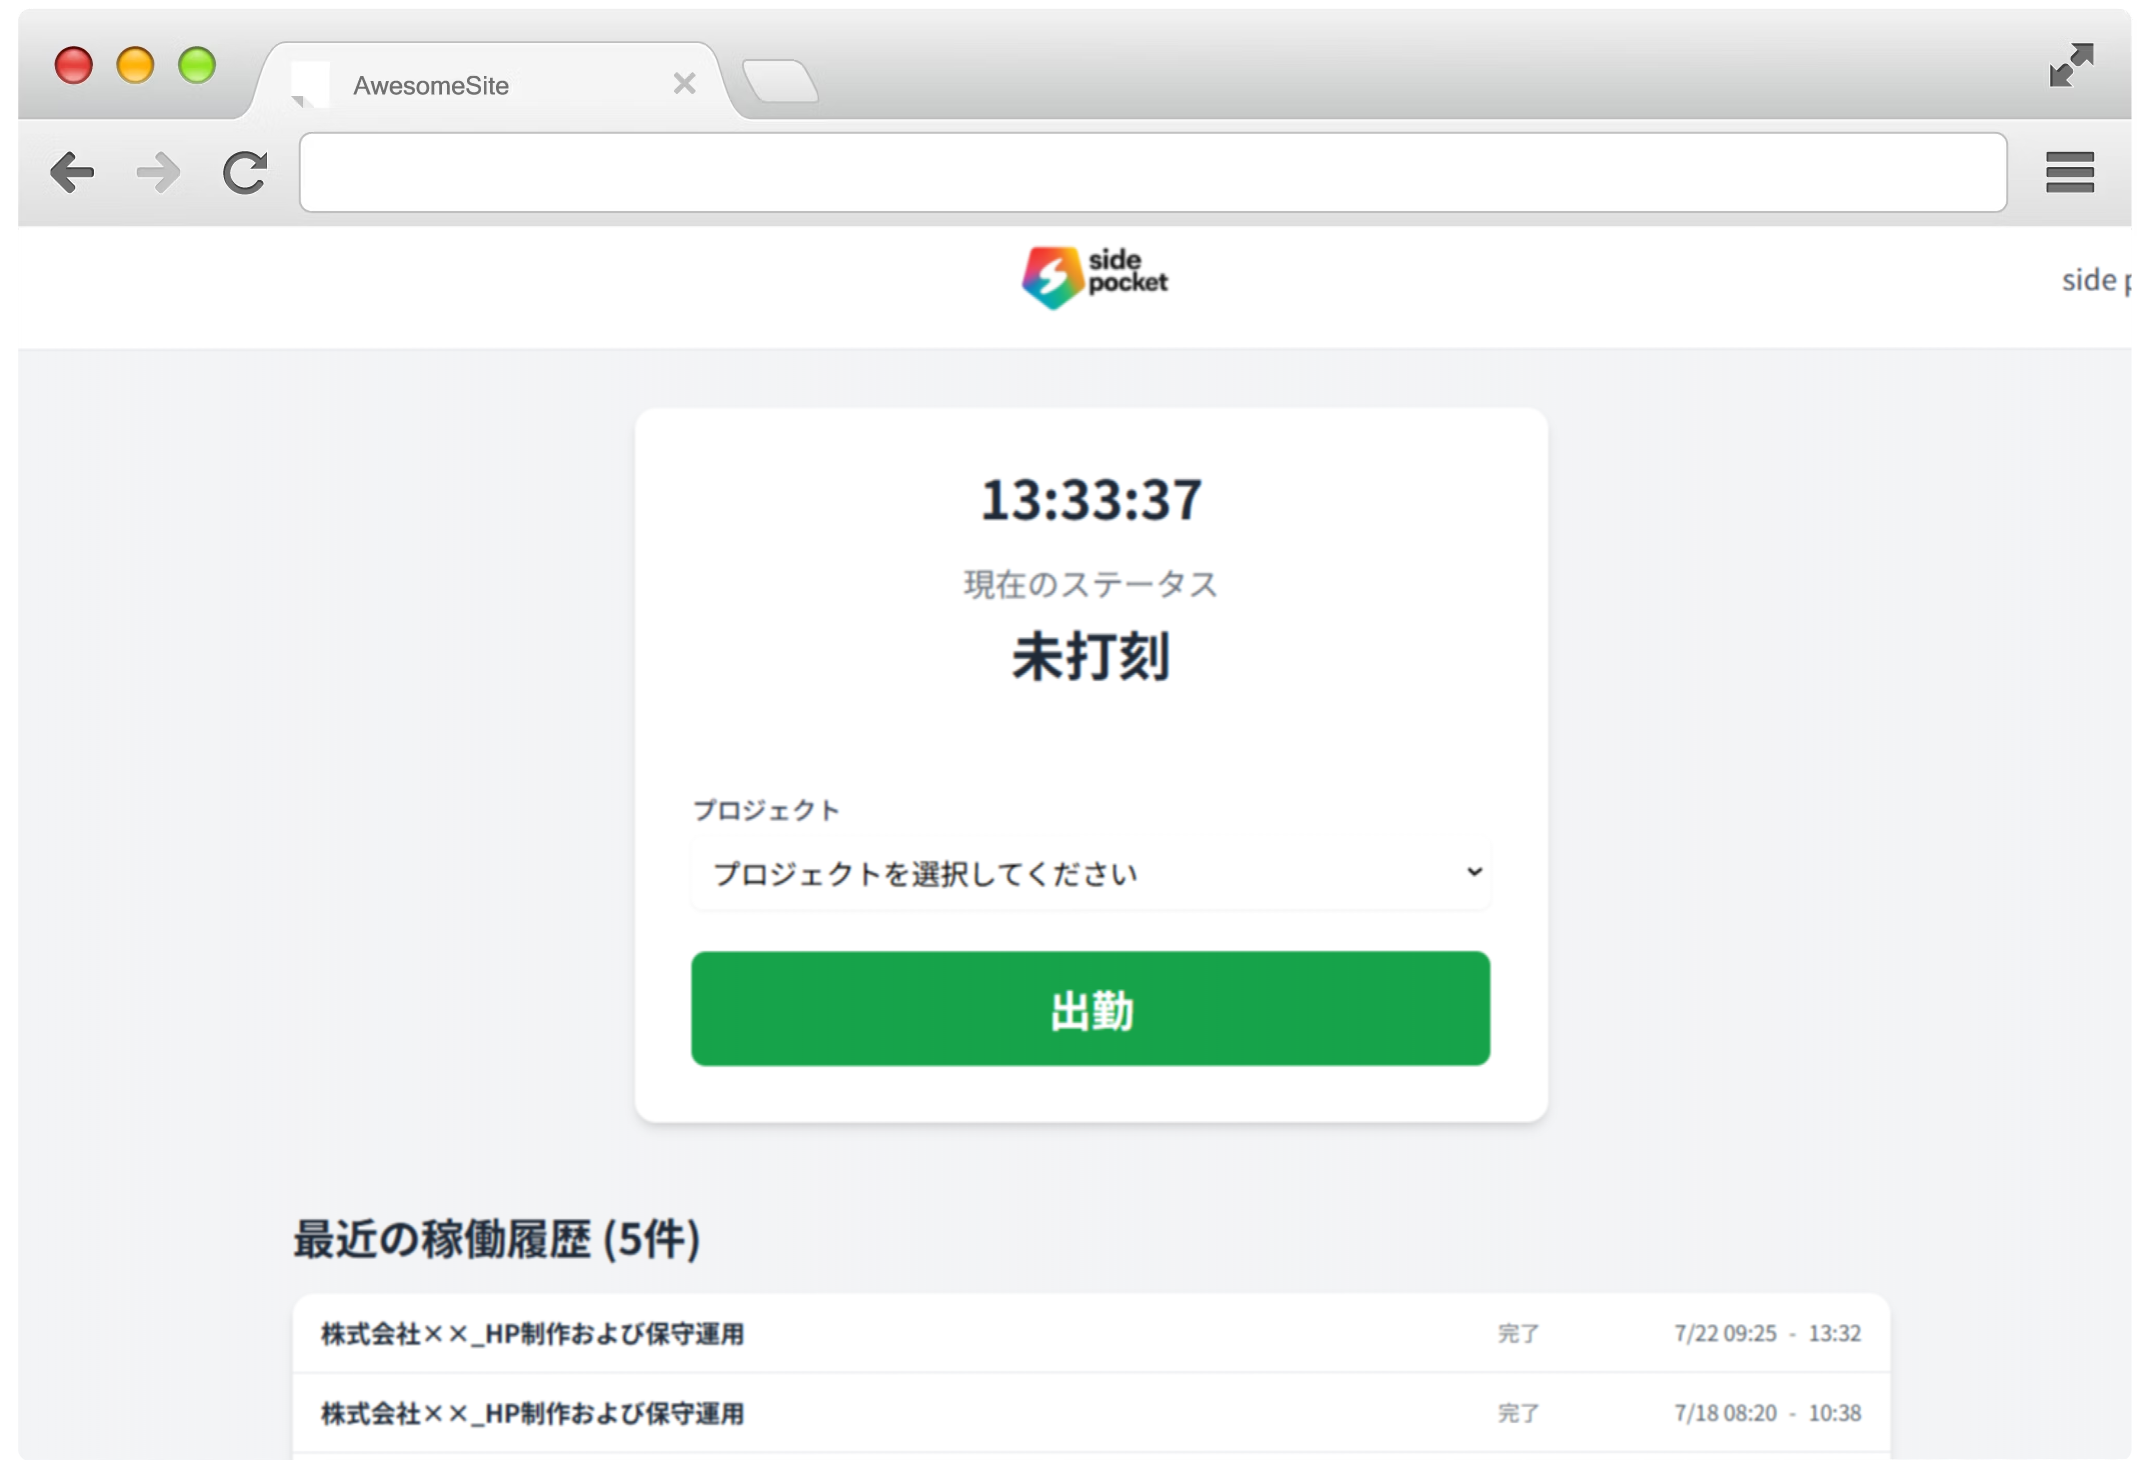 AwesomeSite
side
pocket
side
13:33:37
現在のステータス
未打刻
プロジェクト
プロジェクトを選択してください
出勤
最近の稼働履歴 (5件)
株式会社××_HP制作および保守運用 完了 7/22 09:25 - 13:32
株式会社××_HP制作および保守運用 完了 7/18 08:20 - 10:38